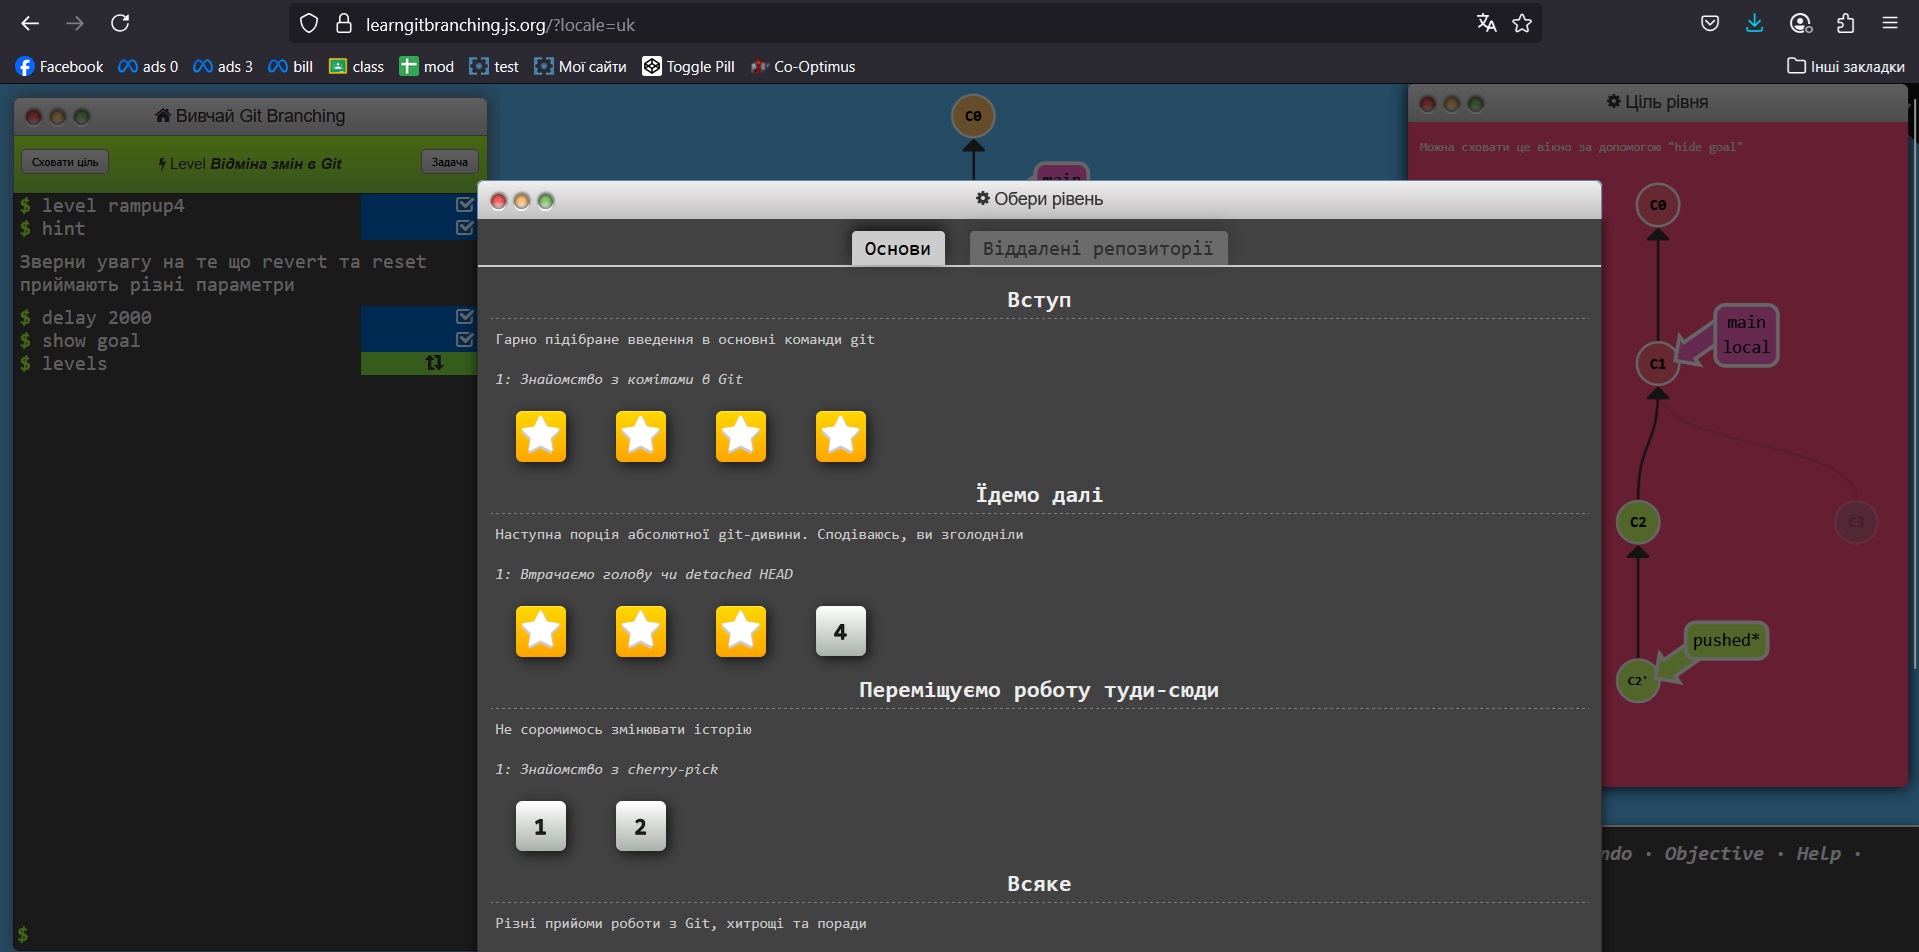 learngitbranching.js.org/?locale=uk
Facebook ads 0 ads 3 bill class mod test Мої сайти Toggle Pill Co-Optimus Інші закладки
Вивчай Git Branching
Сховати ціль Level Відміна змін в Git Задача
$ level rampup4
$ hint
Зверни увагу на те що revert та reset
приймають різні параметри
$ delay 2000
$ show goal
$ levels
$
C0
main
Обери рівень
Основи Віддалені репозиторії
Вступ
Гарно підібране введення в основні команди git
1: Знайомство з комітами в Git
Їдемо далі
Наступна порція абсолютної git-дивини. Сподіваюсь, ви зголодніли
1: Втрачаємо голову чи detached HEAD
4
Переміщуємо роботу туди-сюди
Не соромимось змінювати історію
1: Знайомство з cherry-pick
1 2
Всяке
Різні прийоми роботи з Git, хитрощі та поради
Ціль рівня
Можна сховати це вікно за допомогою "hide goal"
C0
main
local
C1
C2 C3
pushed*
C2'
ndo · Objective · Help ·